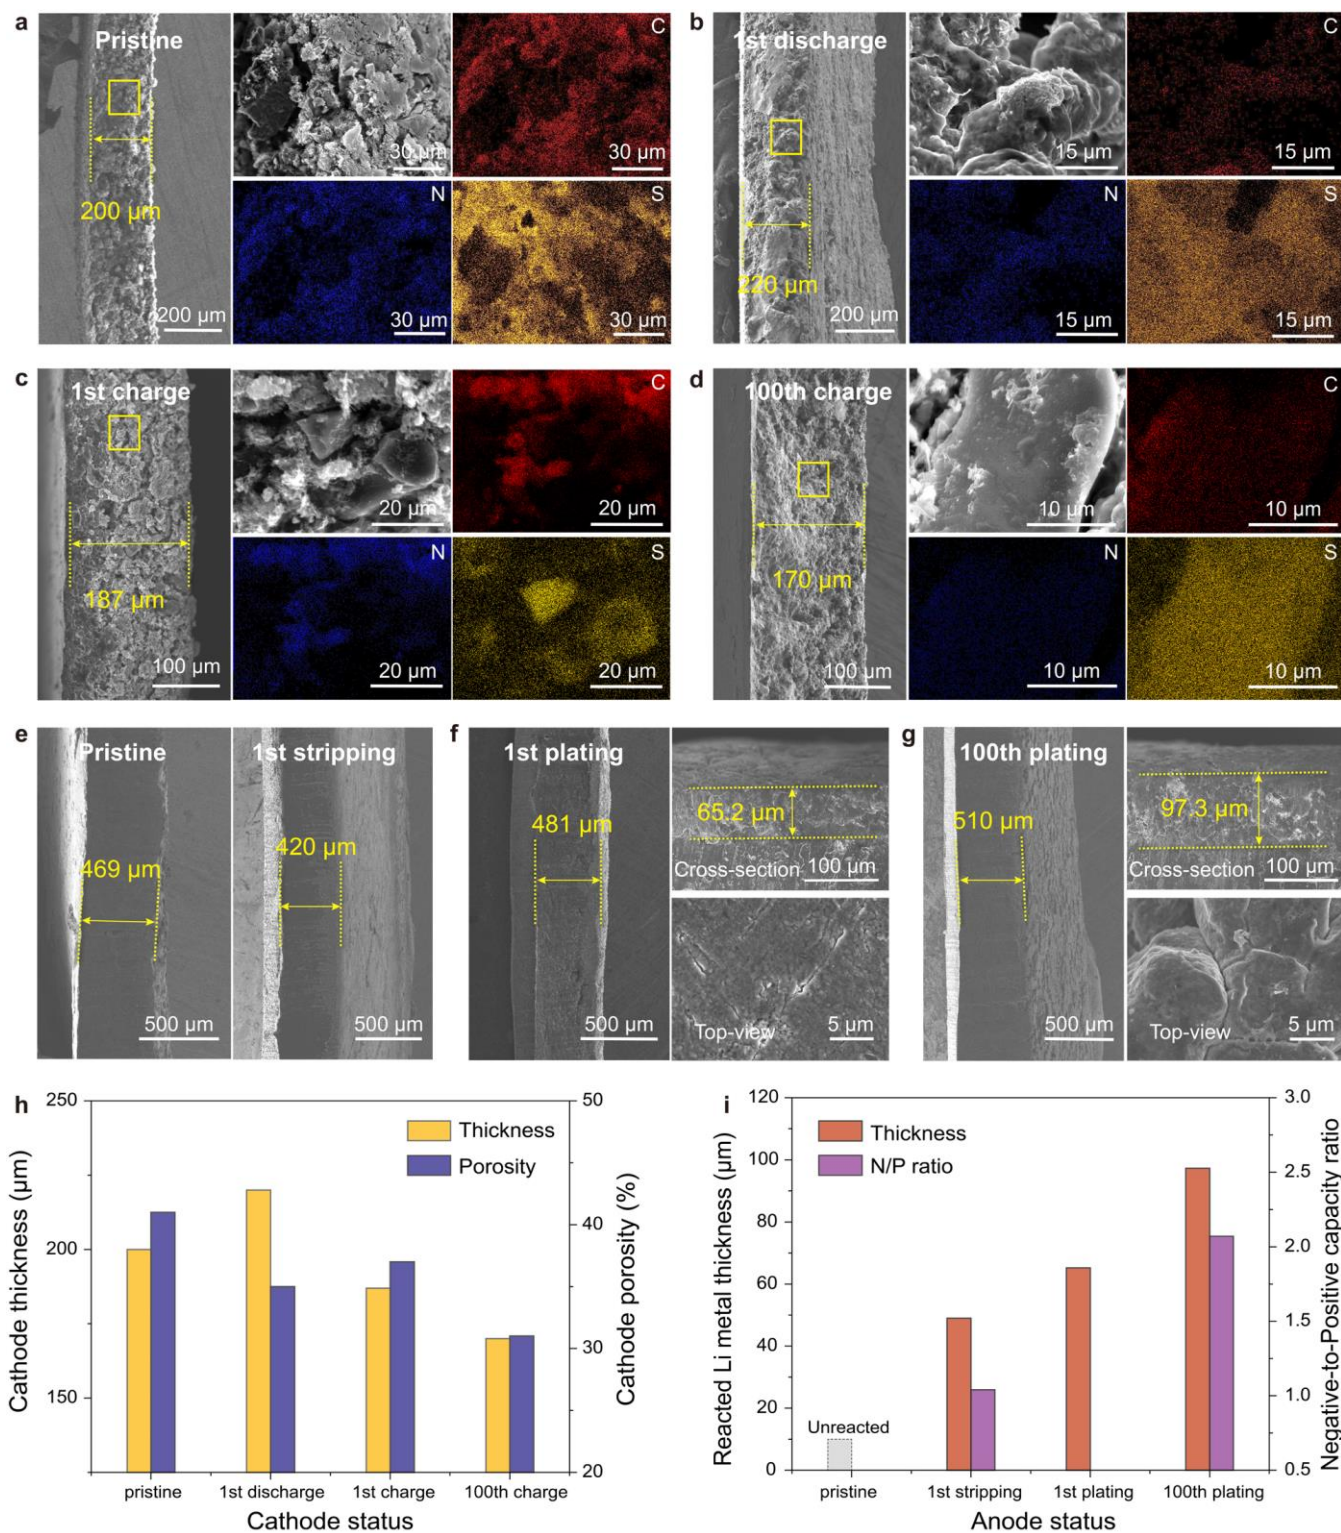 a
Pristine
200 µm
200 µm
30 µm
C
30 µm
N
30 µm
S
30 µm
b
1st discharge
220 µm
200 µm
15 µm
C
15 µm
N
15 µm
S
15 µm
c
1st charge
187 µm
100 µm
20 µm
C
20 µm
N
20 µm
S
20 µm
d
100th charge
170 µm
100 µm
10 µm
C
10 µm
N
10 µm
S
10 µm
e
Pristine
469 µm
500 µm
1st stripping
420 µm
500 µm
f
1st plating
481 µm
500 µm
65.2 µm
Cross-section
100 µm
Top-view
5 µm
g
100th plating
510 µm
500 µm
97.3 µm
Cross-section
100 µm
Top-view
5 µm
h
250
200
150
Cathode thickness (µm)
Thickness
Porosity
50
40
30
20
Cathode porosity (%)
pristine
1st discharge
1st charge
100th charge
Cathode status
i
120
100
80
60
40
20
0
Reacted Li metal thickness (µm)
Thickness
N/P ratio
Unreacted
3.0
2.5
2.0
1.5
1.0
0.5
Negative-to-Positive capacity ratio
pristine
1st stripping
1st plating
100th plating
Anode status